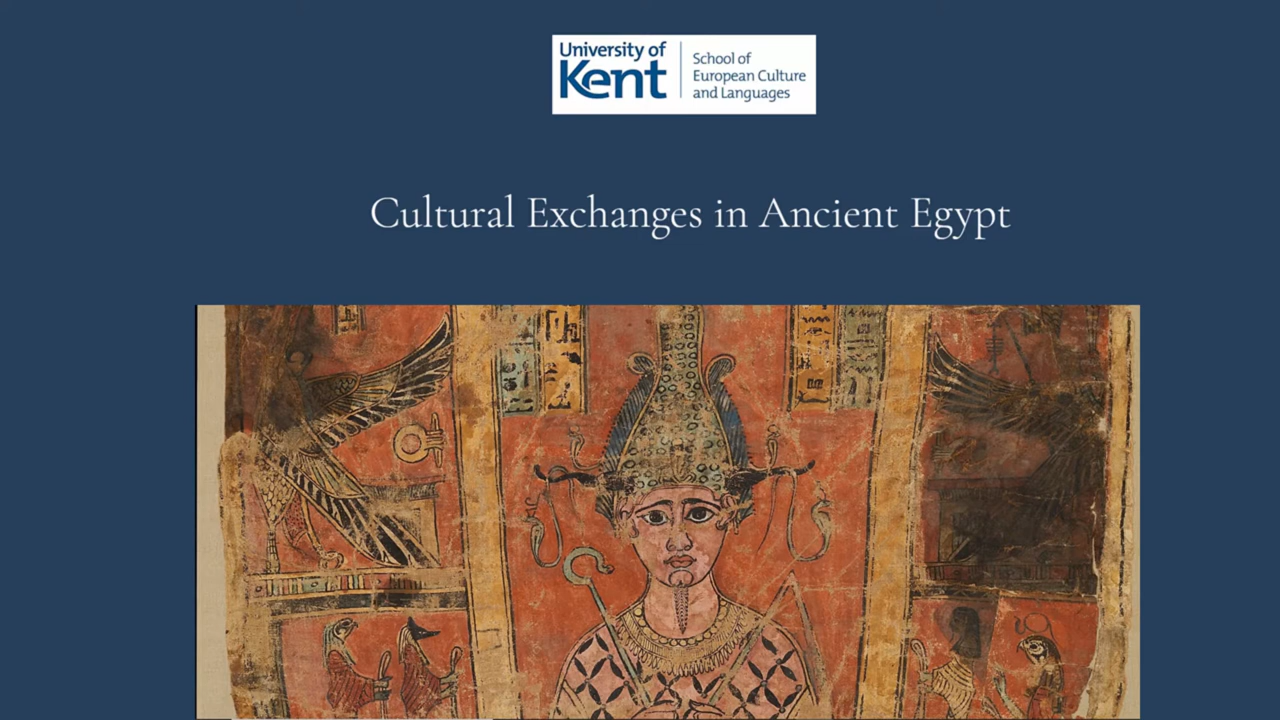 University of
Kent
School of
European Culture
and Languages
Cultural Exchanges in Ancient Egypt